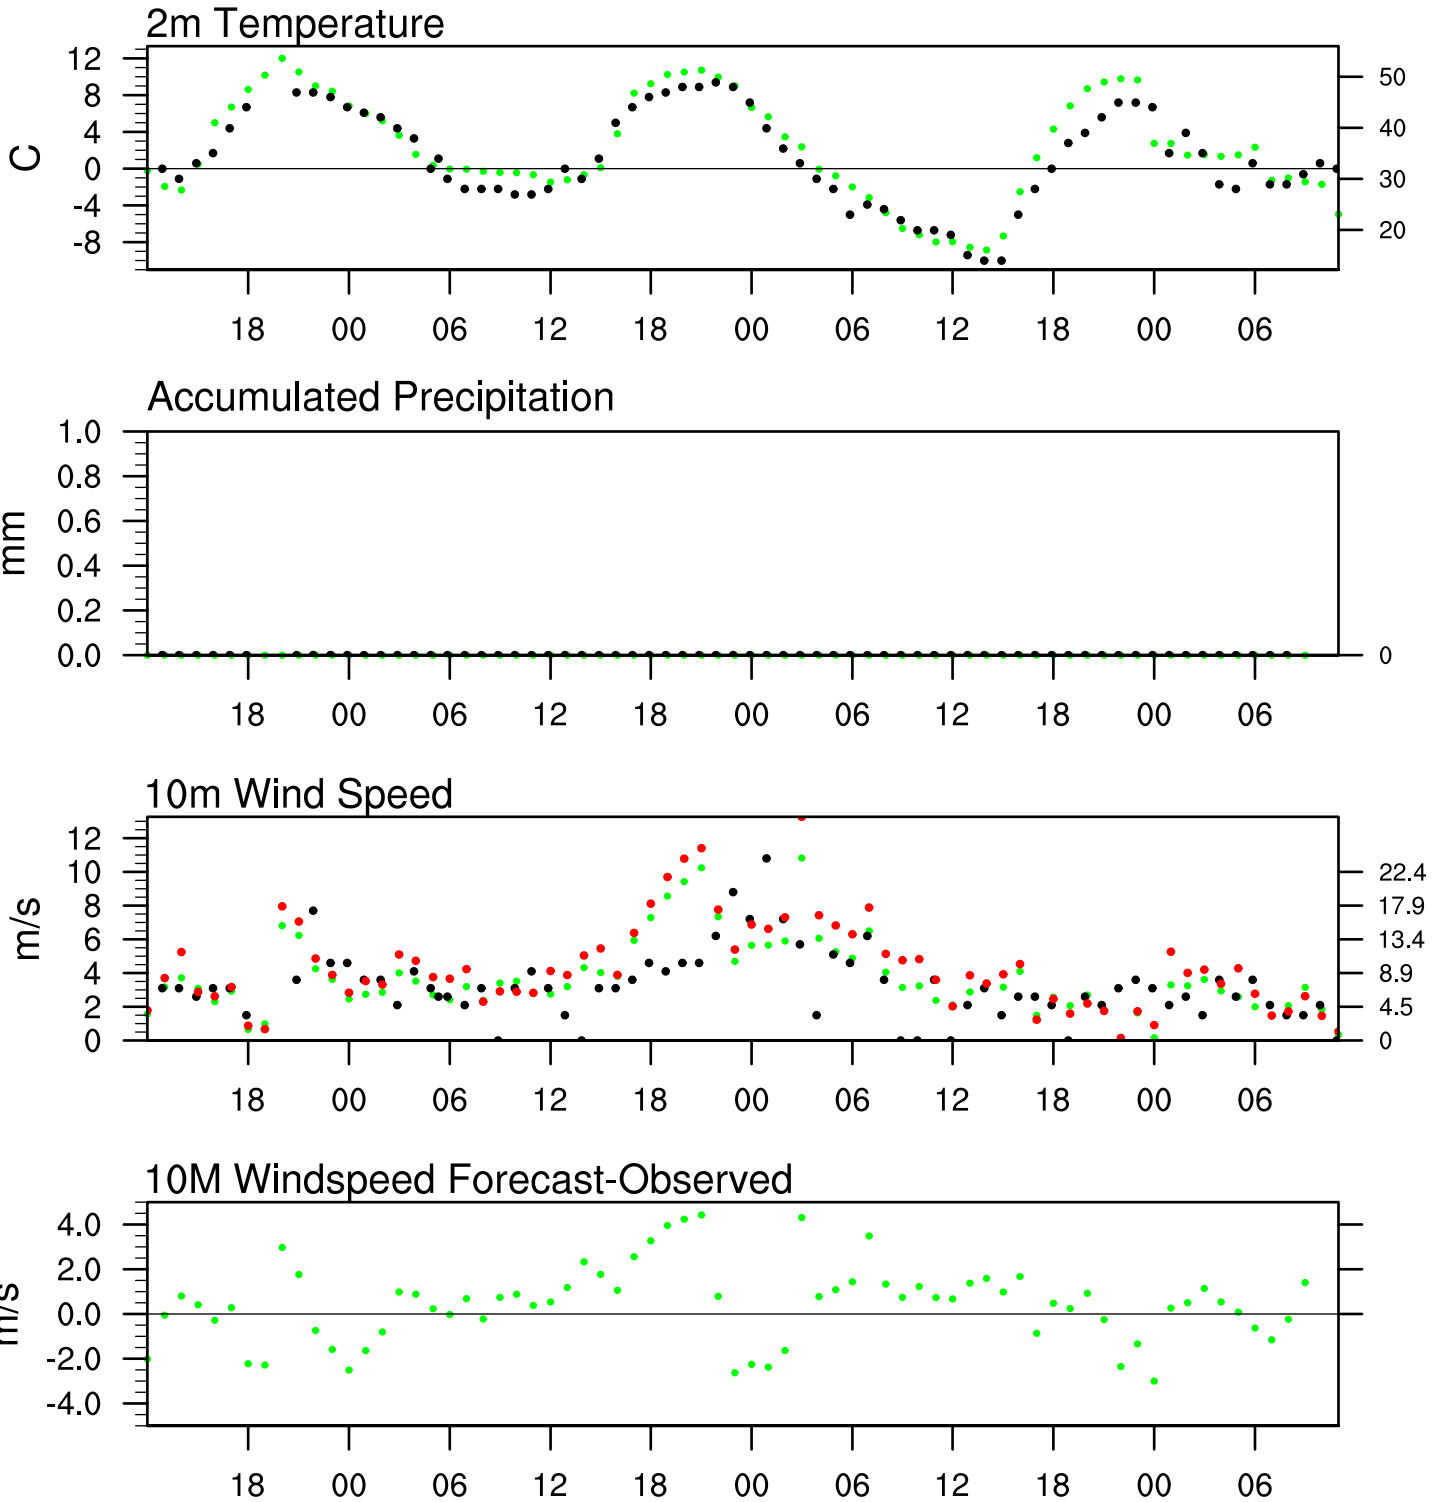 2m Temperature
12
8
4
0
-4
-8
C
50
40
30
20
18 00 06 12 18 00 06 12 18 00 06
Accumulated Precipitation
1.0
0.8
0.6
0.4
0.2
0.0
mm
0
18 00 06 12 18 00 06 12 18 00 06
10m Wind Speed
12
10
8
6
4
2
0
m/s
22.4
17.9
13.4
8.9
4.5
0
18 00 06 12 18 00 06 12 18 00 06
10M Windspeed Forecast-Observed
4.0
2.0
0.0
-2.0
-4.0
m/s
18 00 06 12 18 00 06 12 18 00 06